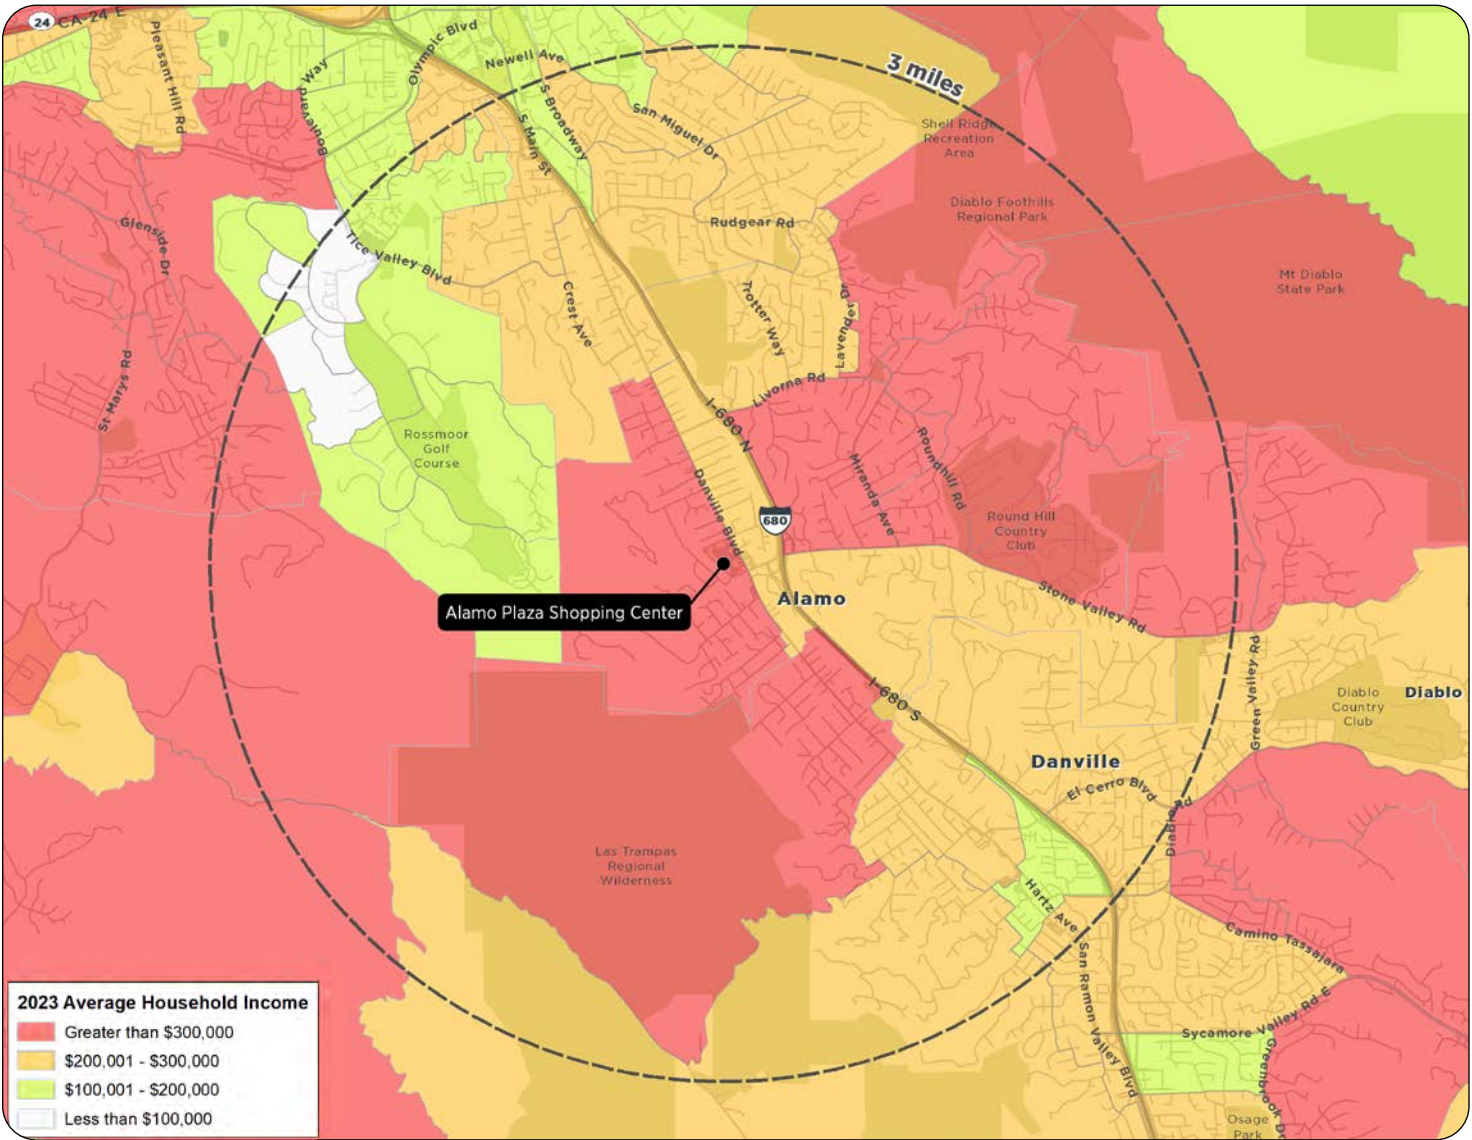 24
CA-24 E
Pleasant Hill Rd
Boulevard Way
Olympic Blvd
Newell Ave
S Broadway
S Main St
San Miguel Dr
3 miles
Shell Ridge
Recreation
Area
Diablo Foothills
Regional Park
Mt Diablo
State Park
Glenside Dr
Tice Valley Blvd
Rudgear Rd
Crest Ave
Trotter Way
Lavender Dr
St Marys Rd
Livorna Rd
I-680 N
Rossmoor
Golf
Course
Danville Blvd
Miranda Ave
Roundhill Rd
680
Round Hill
Country
Club
Alamo Plaza Shopping Center
Alamo
Stone Valley Rd
Green Valley Rd
I-680 S
Diablo
Country
Club
Diablo
Danville
El Cerro Blvd
Diablo Rd
Las Trampas
Regional
Wilderness
Hartz Ave
San Ramon Valley Blvd
Camino Tassajara
Sycamore Valley Rd E
Greenbrook Dr
Osage
Park
2023 Average Household Income
Greater than $300,000
$200,001 - $300,000
$100,001 - $200,000
Less than $100,000